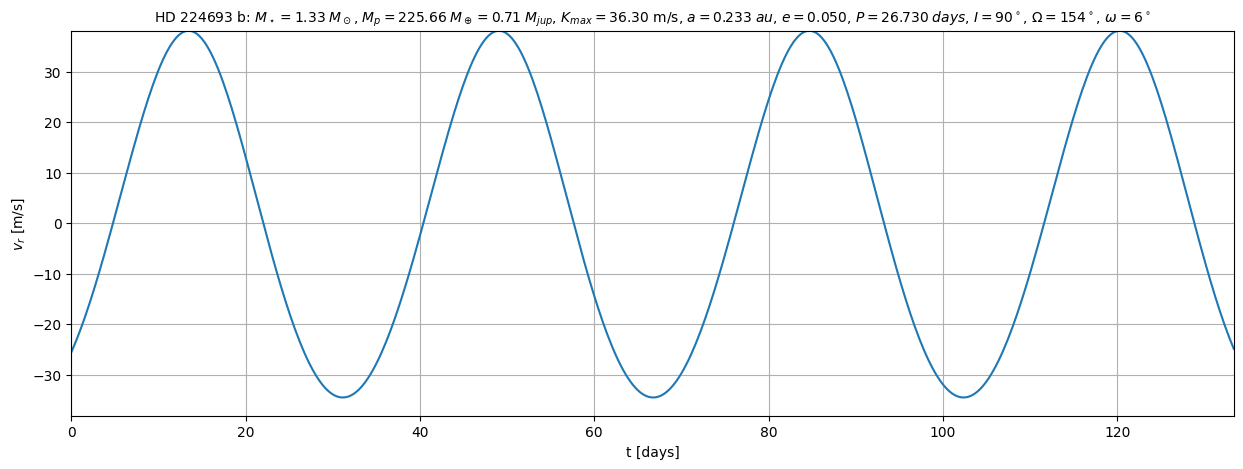 HD 224693 b: M⋆ = 1.33 M⊙, Mp = 225.66 M⊕ = 0.71 Mjup, Kmax = 36.30 m/s, a = 0.233 au, e = 0.050, P = 26.730 days, I = 90°, Ω = 154°, ω = 6°
30
20
10
0
−10
−20
−30
vr [m/s]
0 20 40 60 80 100 120
t [days]